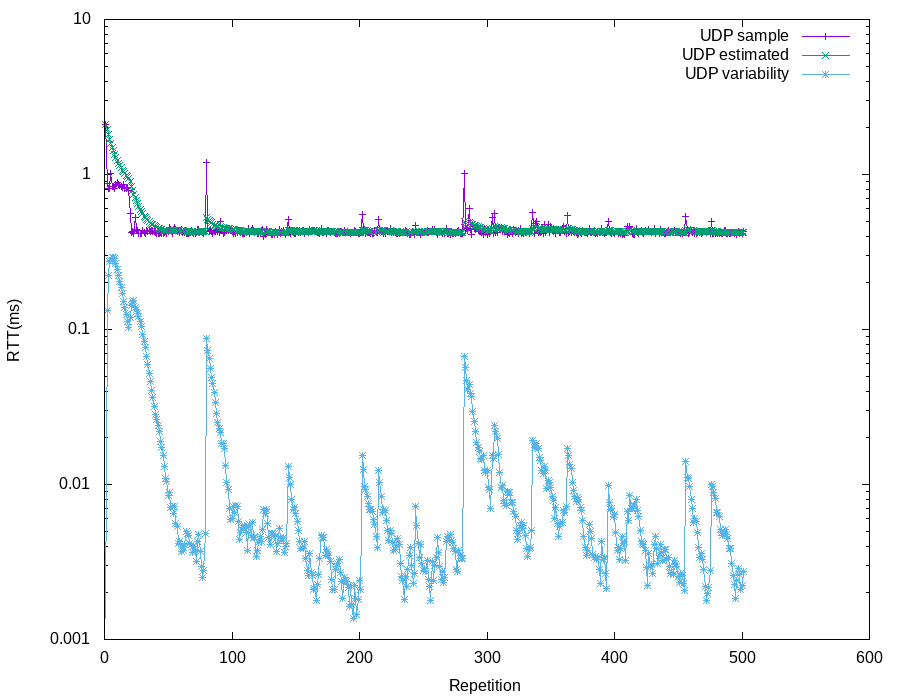 10
1
0.1
0.01
0.001
RTT(ms)
UDP sample
UDP estimated
UDP variability
0 100 200 300 400 500 600
Repetition